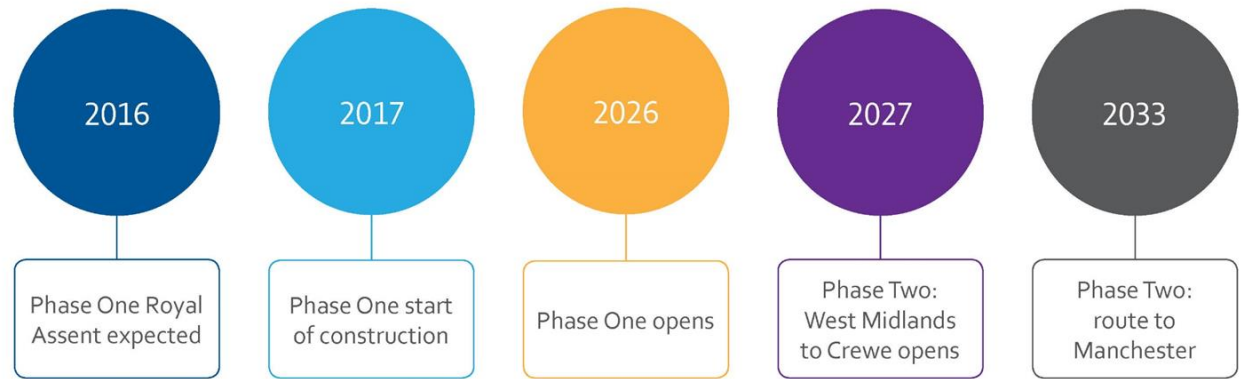 2016
2017
2026
2027
2033
Phase One Royal
Assent expected
Phase One start
of construction
Phase One opens
Phase Two:
West Midlands
to Crewe opens
Phase Two:
route to
Manchester